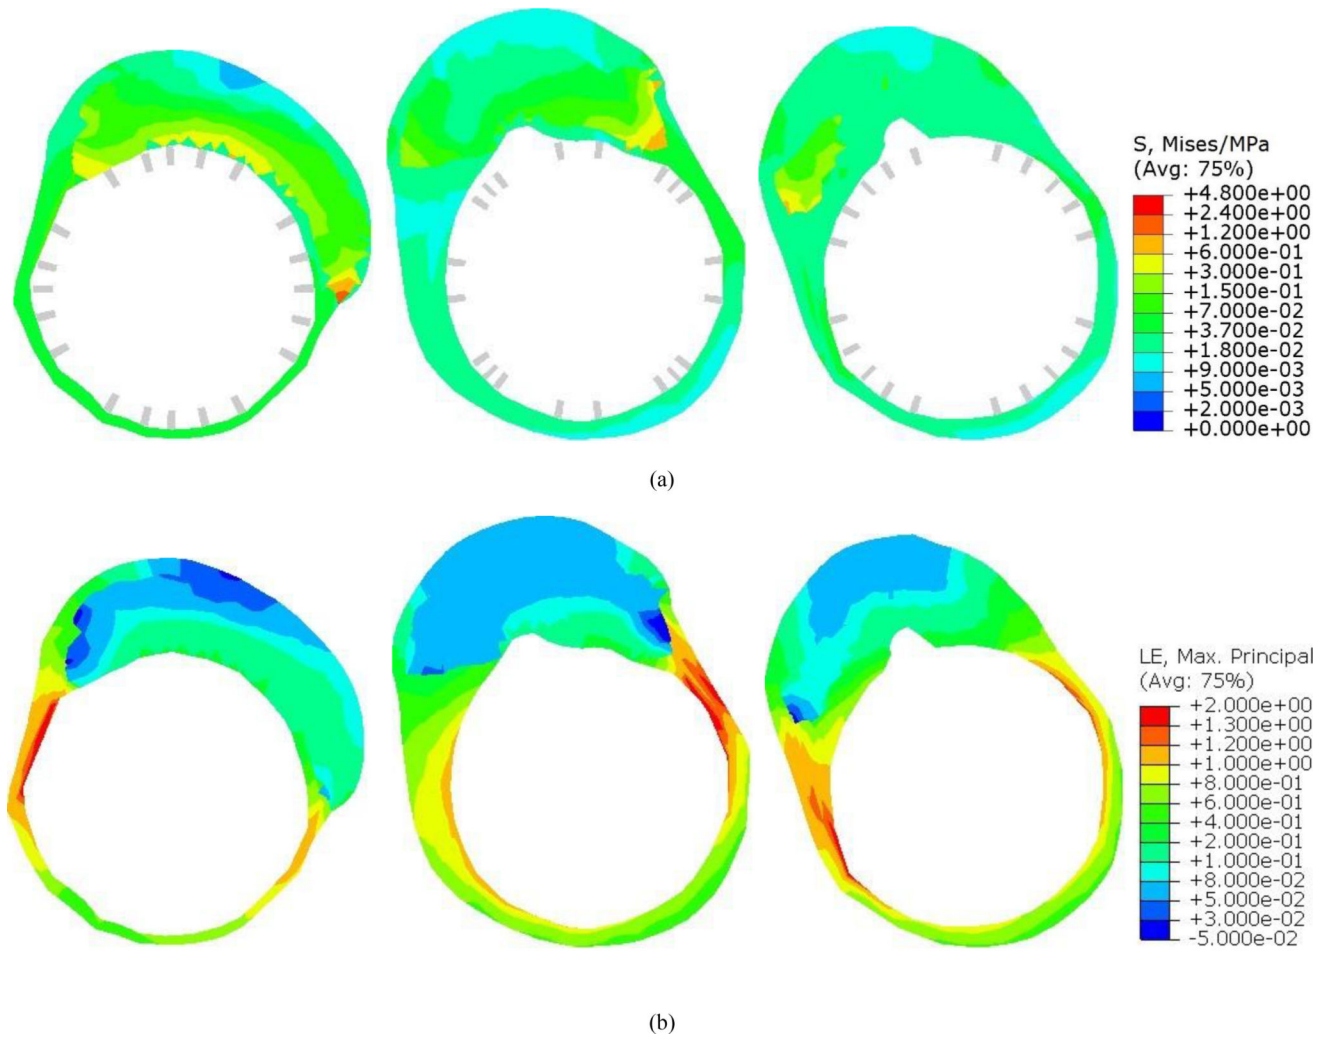 S, Mises/MPa
(Avg: 75%)
+4.800e+00
+2.400e+00
+1.200e+00
+6.000e-01
+3.000e-01
+1.500e-01
+7.000e-02
+3.700e-02
+1.800e-02
+9.000e-03
+5.000e-03
+2.000e-03
+0.000e+00
(a)
LE, Max. Principal
(Avg: 75%)
+2.000e+00
+1.300e+00
+1.200e+00
+1.000e+00
+8.000e-01
+6.000e-01
+4.000e-01
+2.000e-01
+1.000e-01
+8.000e-02
+5.000e-02
+3.000e-02
-5.000e-02
(b)